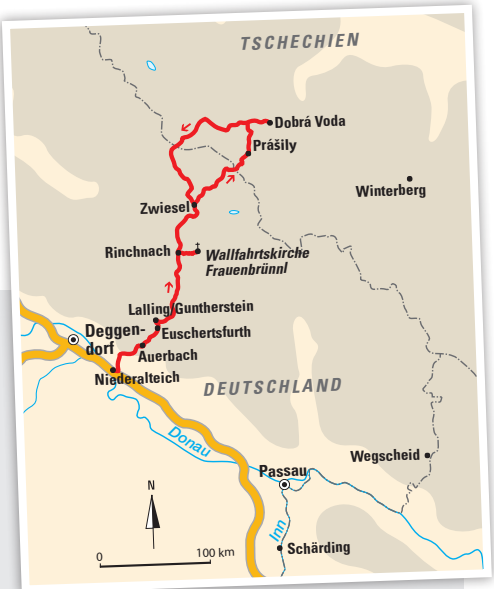 TSCHECHIEN
Dobrá Voda
Prášily
Winterberg
Zwiesel
Rinchnach
Wallfahrtskirche
Frauenbrünnl
Lalling/Guntherstein
Deggen-
dorf
Euschertsfurth
Auerbach
Niederalteich
DEUTSCHLAND
Donau
Wegscheid
Passau
N
Inn
0
100 km
Schärding